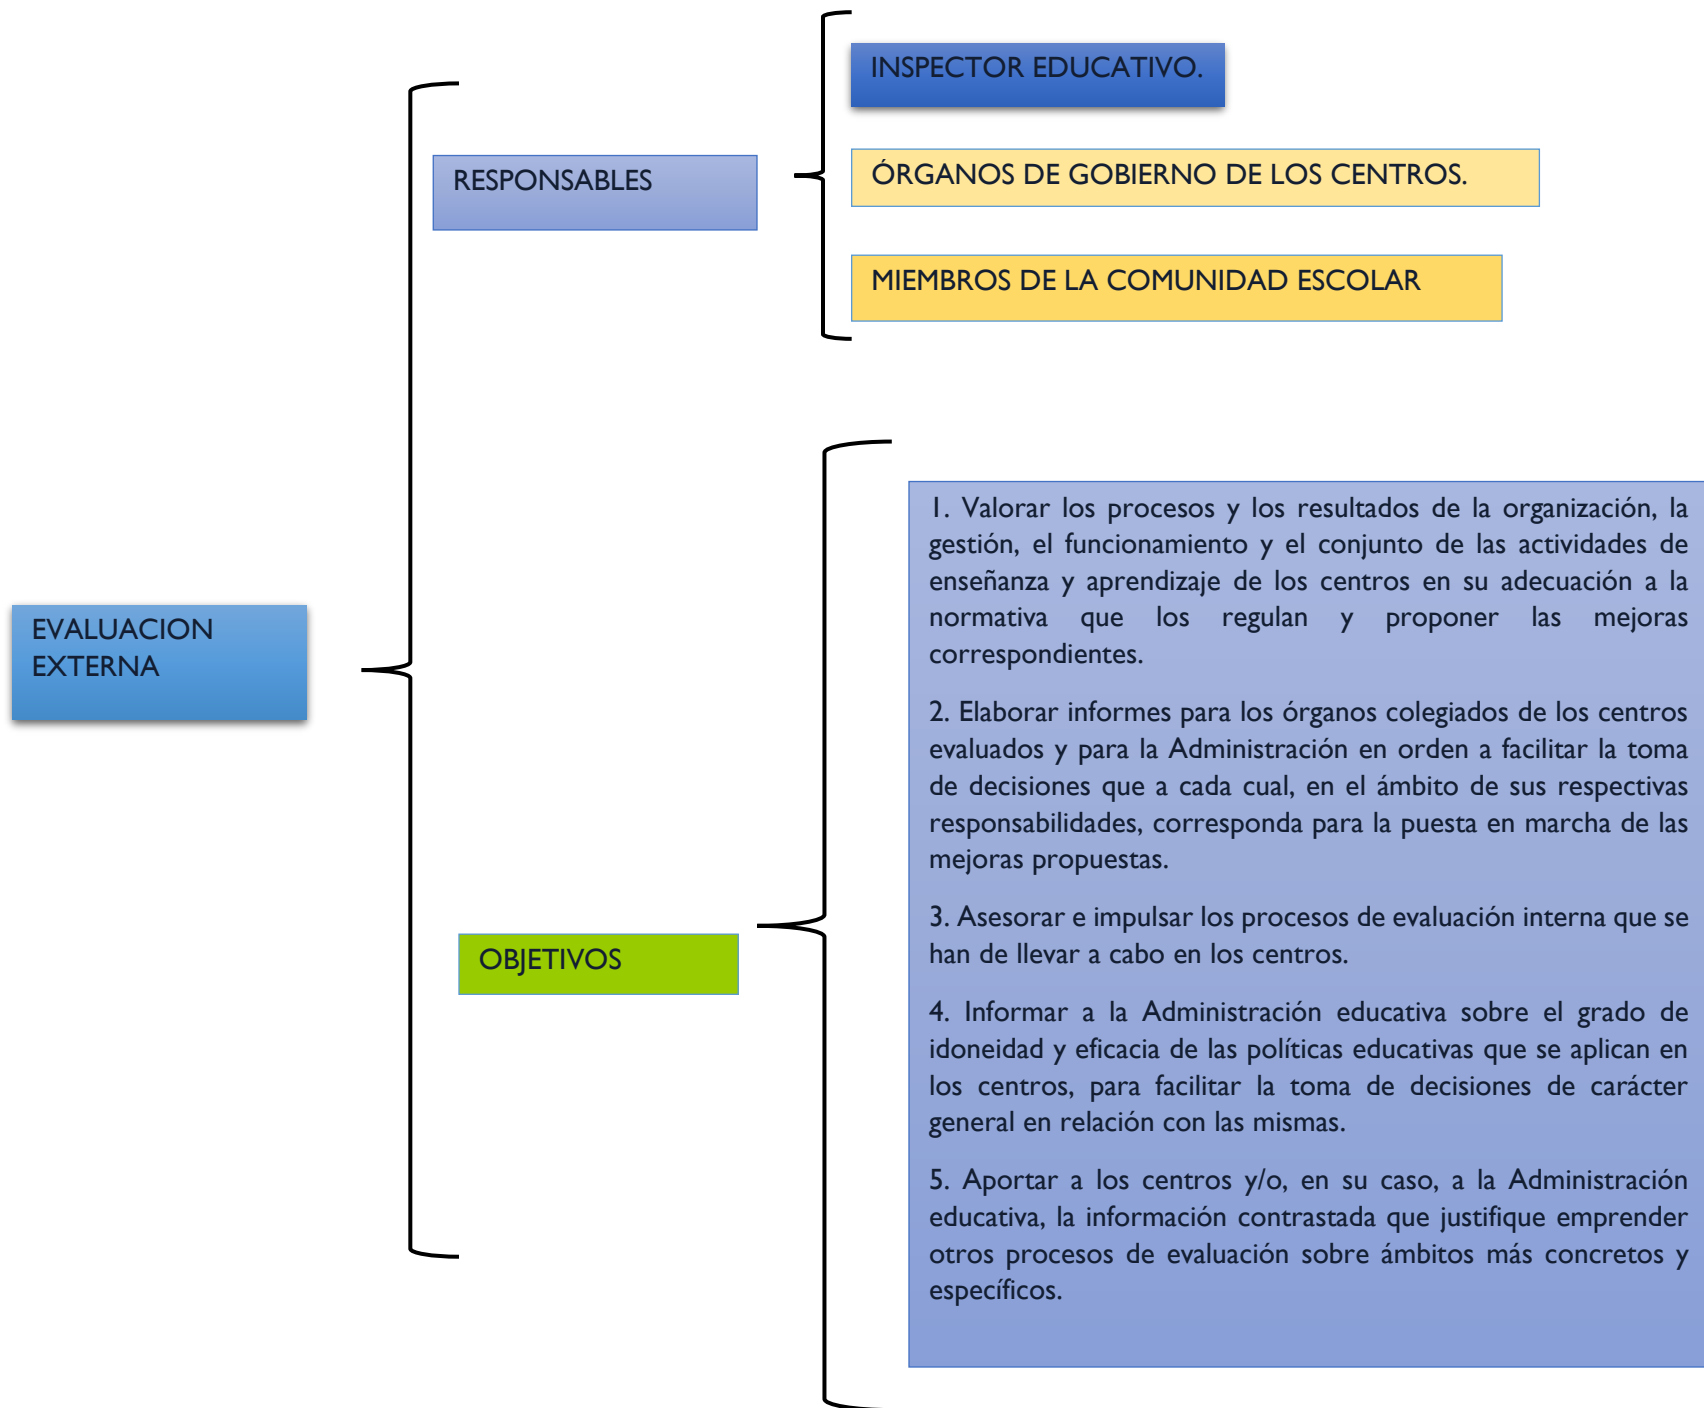 INSPECTOR EDUCATIVO.
RESPONSABLES
ÓRGANOS DE GOBIERNO DE LOS CENTROS.
MIEMBROS DE LA COMUNIDAD ESCOLAR
EVALUACION
EXTERNA
OBJETIVOS
1. Valorar los procesos y los resultados de la organización, la
gestión, el funcionamiento y el conjunto de las actividades de
enseñanza y aprendizaje de los centros en su adecuación a la
normativa que los regulan y proponer las mejoras
correspondientes.
2. Elaborar informes para los órganos colegiados de los centros
evaluados y para la Administración en orden a facilitar la toma
de decisiones que a cada cual, en el ámbito de sus respectivas
responsabilidades, corresponda para la puesta en marcha de las
mejoras propuestas.
3. Asesorar e impulsar los procesos de evaluación interna que se
han de llevar a cabo en los centros.
4. Informar a la Administración educativa sobre el grado de
idoneidad y eficacia de las políticas educativas que se aplican en
los centros, para facilitar la toma de decisiones de carácter
general en relación con las mismas.
5. Aportar a los centros y/o, en su caso, a la Administración
educativa, la información contrastada que justifique emprender
otros procesos de evaluación sobre ámbitos más concretos y
específicos.